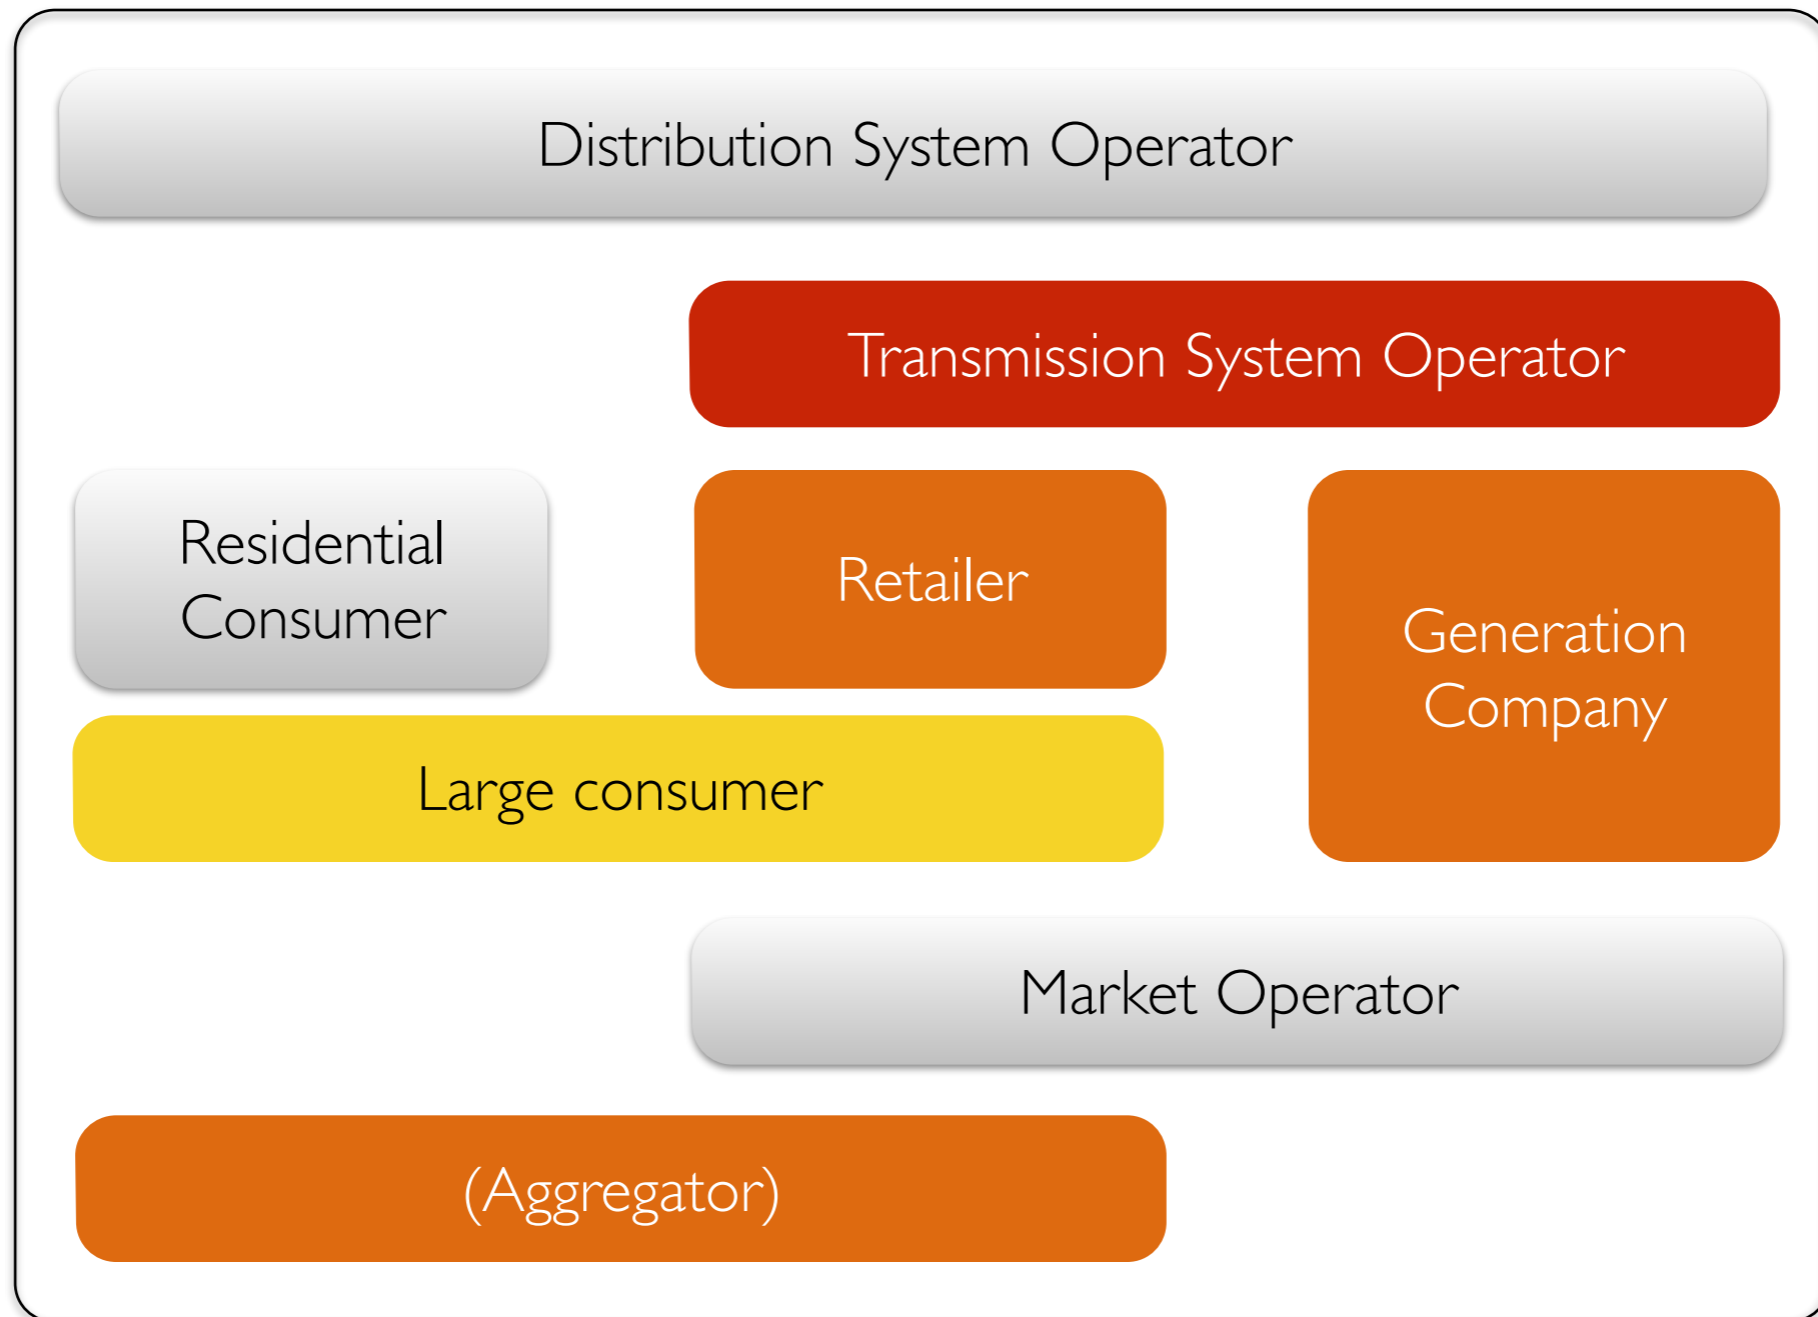 Distribution System Operator
Transmission System Operator
Residential
Consumer
Retailer
Generation
Company
Large consumer
Market Operator
(Aggregator)